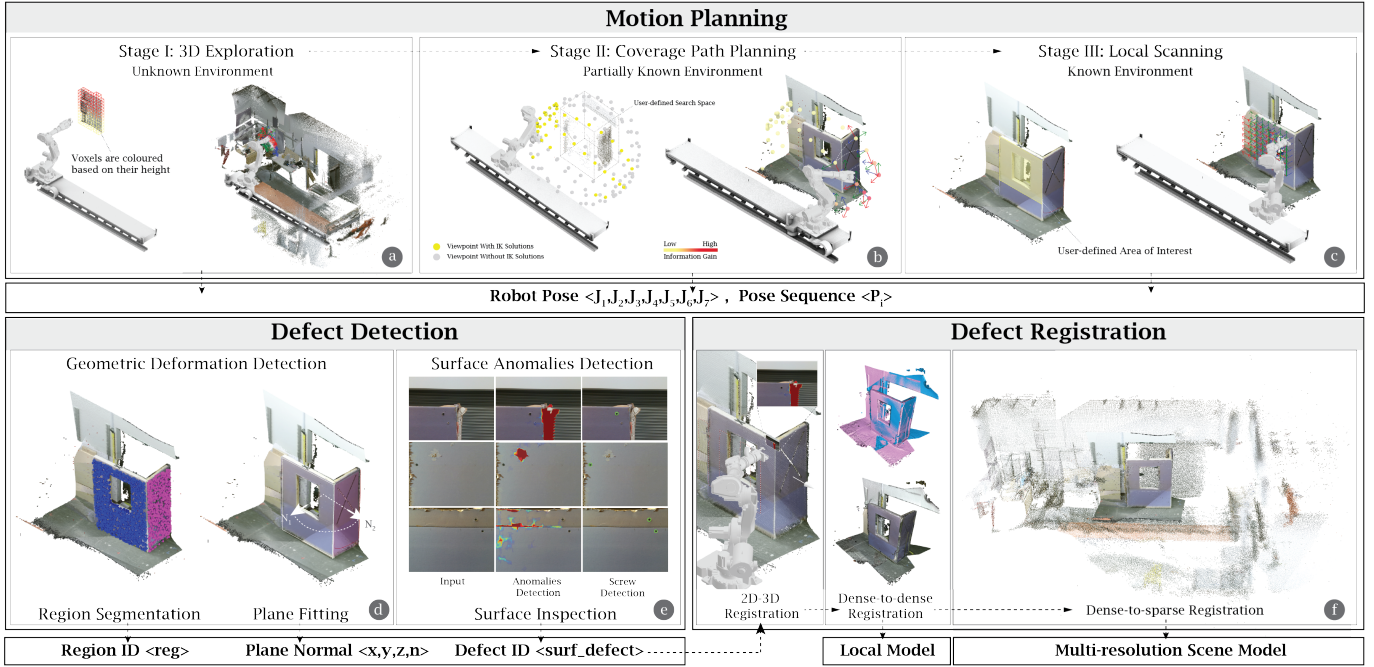 Motion Planning
Stage I: 3D Exploration
Unknown Environment
Voxels are coloured
based on their height
a
Stage II: Coverage Path Planning
Partially Known Environment
User-defined Search Space
Viewpoint With IK Solutions
Viewpoint Without IK Solutions
Low High
Information Gain
b
Stage III: Local Scanning
Known Environment
User-defined Area of Interest
c
Robot Pose <J1,J2,J3,J4,J5,J6,J7> , Pose Sequence <Pi>
Defect Detection
Geometric Deformation Detection
N2
Region Segmentation
Plane Fitting
d
Surface Anomalies Detection
Input
Anomalies
Detection
Screw
Detection
Surface Inspection
e
Region ID <reg>
Plane Normal <x,y,z,n>
Defect ID <surf_defect>
Defect Registration
2D-3D
Registration
Dense-to-dense
Registration
Dense-to-sparse Registration
f
Local Model
Multi-resolution Scene Model